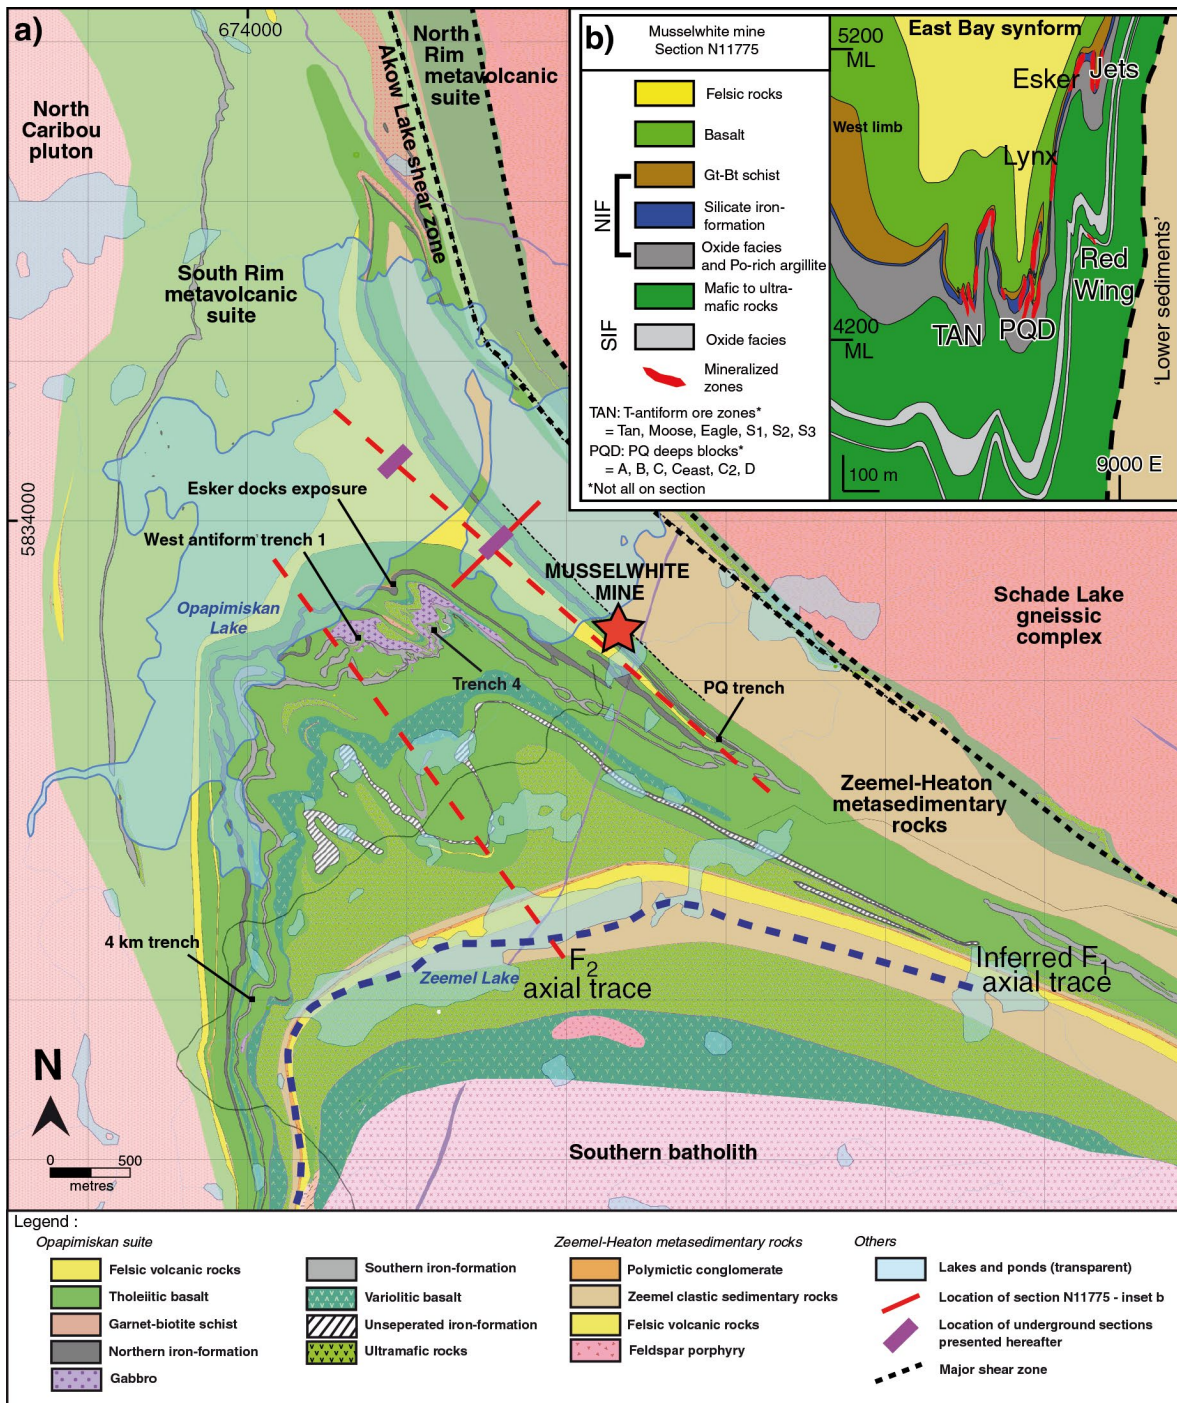 a)
674000
North
Rim
metavolcanic
suite
Akow Lake shear zone
North
Caribou
pluton
South Rim
metavolcanic
suite
5834000
Esker docks exposure
West antiform trench 1
Opapimiskan
Lake
MUSSELWHITE
MINE
Trench 4
PQ trench
Schade Lake
gneissic
complex
Zeemel-Heaton
metasedimentary
rocks
4 km trench
Zeemel Lake
F2
axial trace
Inferred F1
axial trace
N
0 500
metres
Southern batholith
b)
Musselwhite mine
Section N11775
Felsic rocks
Basalt
Gt-Bt schist
NIF
Silicate iron-
formation
Oxide facies
and Po-rich argillite
Mafic to ultra-
mafic rocks
SIF
Oxide facies
Mineralized
zones
TAN: T-antiform ore zones*
= Tan, Moose, Eagle, S1, S2, S3
PQD: PQ deeps blocks*
= A, B, C, Ceast, C2, D
*Not all on section
5200
ML
East Bay synform
Esker
Jets
West limb
Lynx
Red
Wing
4200
ML
TAN
PQD
'Lower sediments'
100 m
9000 E
Legend :
Opapimiskan suite
Felsic volcanic rocks
Tholeiitic basalt
Garnet-biotite schist
Northern iron-formation
Gabbro
Southern iron-formation
Variolitic basalt
Unseperated iron-formation
Ultramafic rocks
Zeemel-Heaton metasedimentary rocks
Polymictic conglomerate
Zeemel clastic sedimentary rocks
Felsic volcanic rocks
Feldspar porphyry
Others
Lakes and ponds (transparent)
Location of section N11775 - inset b
Location of underground sections
presented hereafter
Major shear zone